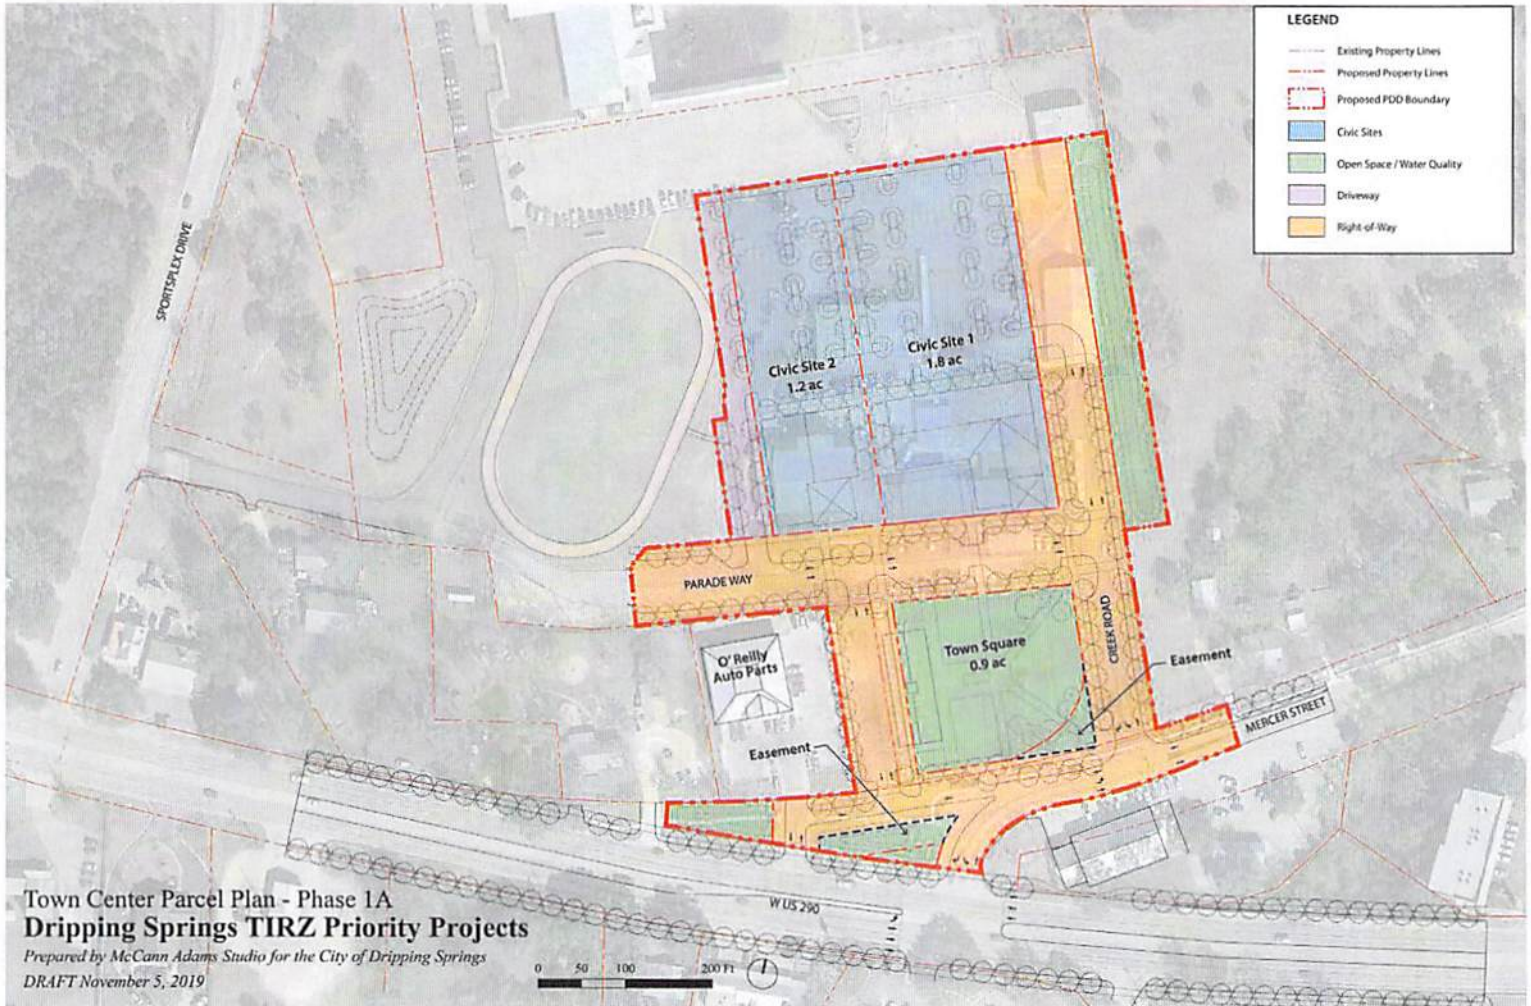 LEGEND
Existing Property Lines
Proposed Property Lines
Proposed PDD Boundary
Civic Sites
Open Space / Water Quality
Driveway
Right-of-Way
SPORTSPLEX DRIVE
Civic Site 2
1.2 ac
Civic Site 1
1.8 ac
PARADE WAY
CREEK ROAD
O' Reilly
Auto Parts
Town Square
0.9 ac
Easement
MERCER STREET
Easement
W US 290
Town Center Parcel Plan - Phase 1A
Dripping Springs TIRZ Priority Projects
Prepared by McCann Adams Studio for the City of Dripping Springs
DRAFT November 5, 2019
0 50 100 200 Ft